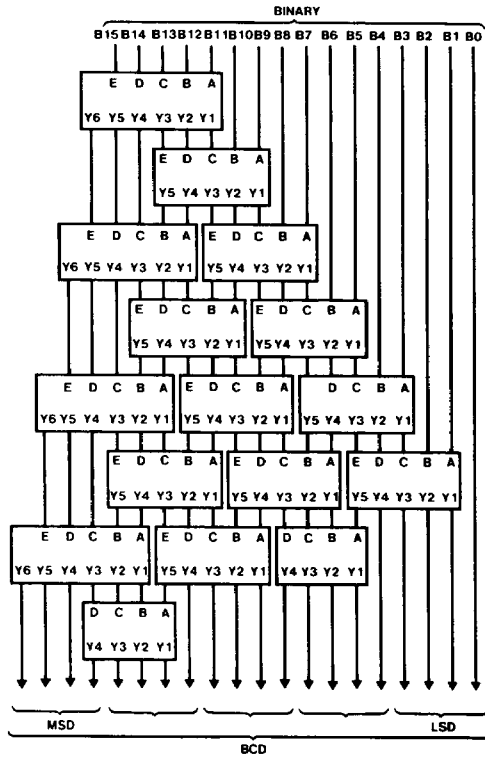 BINARY
B15 B14 B13 B12 B11 B10 B9 B8 B7 B6 B5 B4 B3 B2 B1 B0
E D C B A
Y6 Y5 Y4 Y3 Y2 Y1
E D C B A
Y5 Y4 Y3 Y2 Y1
E D C B A E D C B A
Y6 Y5 Y4 Y3 Y2 Y1 Y5 Y4 Y3 Y2 Y1
E D C B A E D C B A
Y5 Y4 Y3 Y2 Y1 Y5 Y4 Y3 Y2 Y1
E D C B A E D C B A D C B A
Y6 Y5 Y4 Y3 Y2 Y1 Y5 Y4 Y3 Y2 Y1 Y5 Y4 Y3 Y2 Y1
E D C B A E D C B A E D C B A
Y5 Y4 Y3 Y2 Y1 Y5 Y4 Y3 Y2 Y1 Y5 Y4 Y3 Y2 Y1
E D C B A E D C B A D C B A
Y6 Y5 Y4 Y3 Y2 Y1 Y5 Y4 Y3 Y2 Y1 Y4 Y3 Y2 Y1
D C B A
Y4 Y3 Y2 Y1
MSD LSD
BCD